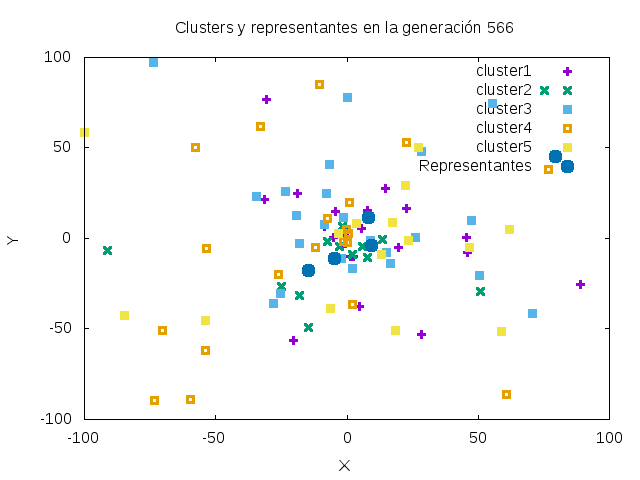 Clusters y representantes en la generación 566
cluster1
cluster2
cluster3
cluster4
cluster5
Representantes
100
50
0
-50
-100
Y
-100
-50
0
50
100
X